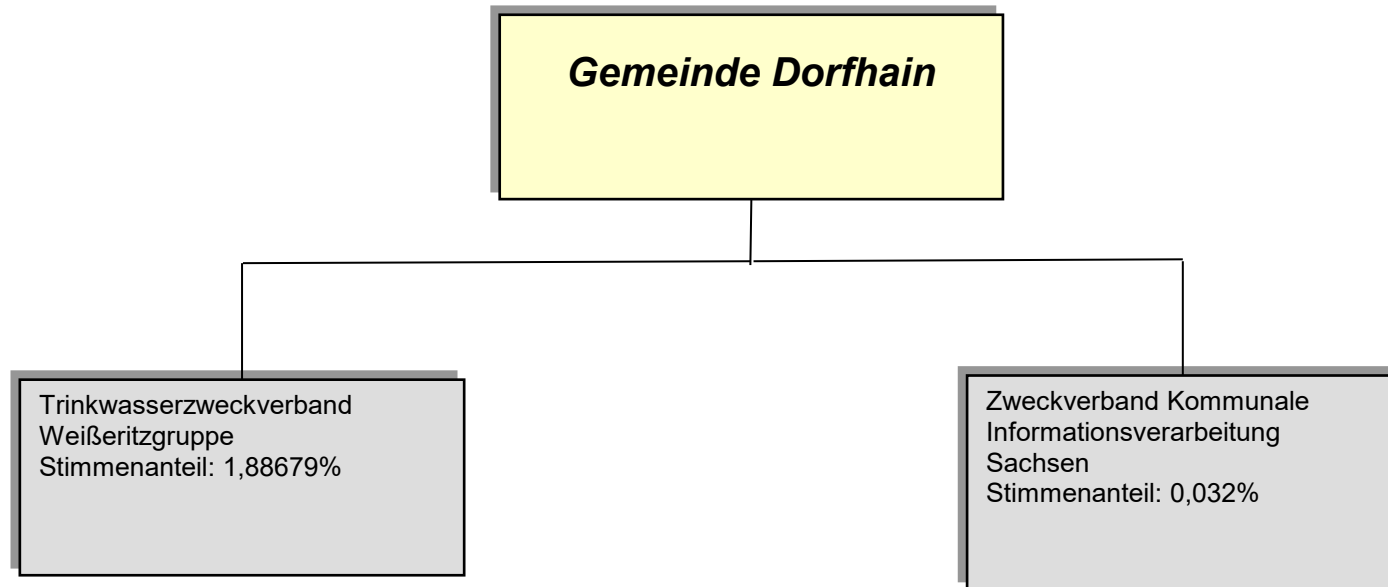 Gemeinde Dorfhain
Trinkwasserzweckverband
Weißeritzgruppe
Stimmenanteil: 1,88679%
Zweckverband Kommunale
Informationsverarbeitung
Sachsen
Stimmenanteil: 0,032%